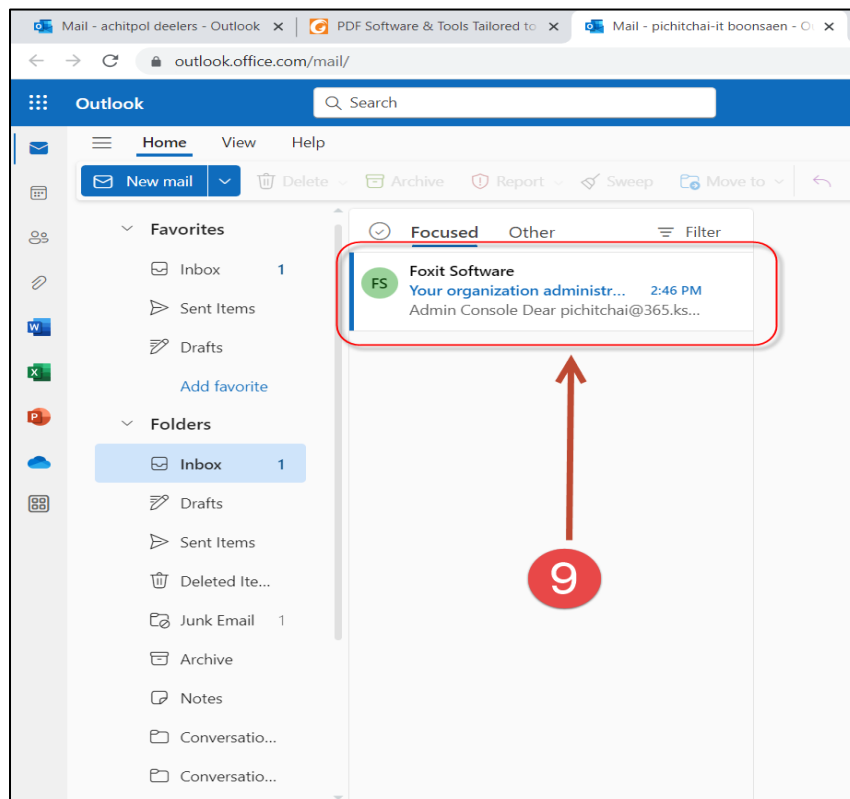 Mail - achitpol deelers - Outlook
PDF Software & Tools Tailored to
Mail - pichitchai-it boonsaen - O
outlook.office.com/mail/
Outlook
Search
Home View Help
New mail Delete Archive Report Sweep Move to
Favorites
Inbox 1
Sent Items
Drafts
Add favorite
Folders
Inbox 1
Drafts
Sent Items
Deleted Ite...
Junk Email 1
Archive
Notes
Conversatio...
Conversatio...
Focused Other Filter
FS
Foxit Software
Your organization administr... 2:46 PM
Admin Console Dear pichitchai@365.ks...
9